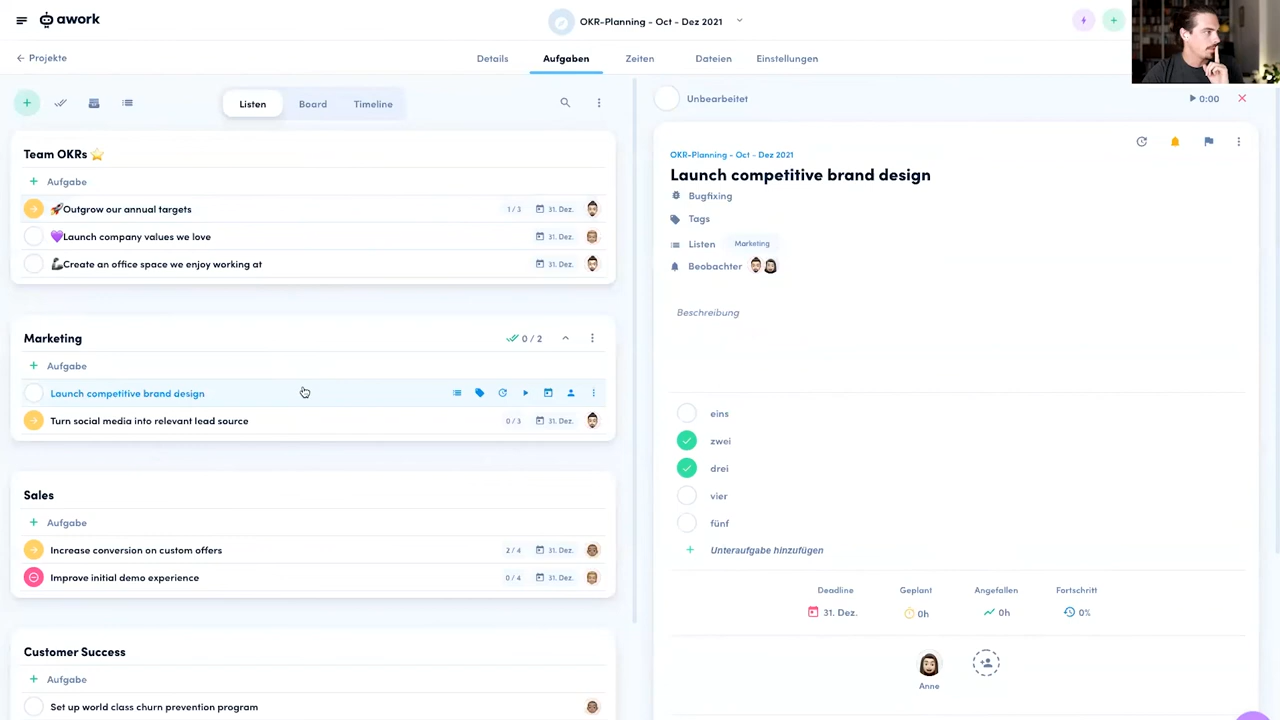 awork
OKR-Planning - Oct - Dez 2021
Projekte
Details
Aufgaben
Zeiten
Dateien
Einstellungen
Listen
Board
Timeline
Team OKRs ⭐
+ Aufgabe
🚀Outgrow our annual targets
1 / 3
31. Dez.
💜Launch company values we love
31. Dez.
🦾Create an office space we enjoy working at
31. Dez.
Marketing
0 / 2
+ Aufgabe
Launch competitive brand design
Turn social media into relevant lead source
0 / 3
31. Dez.
Sales
+ Aufgabe
Increase conversion on custom offers
2 / 4
31. Dez.
Improve initial demo experience
0 / 4
31. Dez.
Customer Success
+ Aufgabe
Set up world class churn prevention program
Unbearbeitet
0:00
OKR-Planning - Oct - Dez 2021
Launch competitive brand design
Bugfixing
Tags
Listen
Marketing
Beobachter
Beschreibung
eins
zwei
drei
vier
fünf
+ Unteraufgabe hinzufügen
Deadline
Geplant
Angefallen
Fortschritt
31. Dez.
0h
0h
0%
Anne